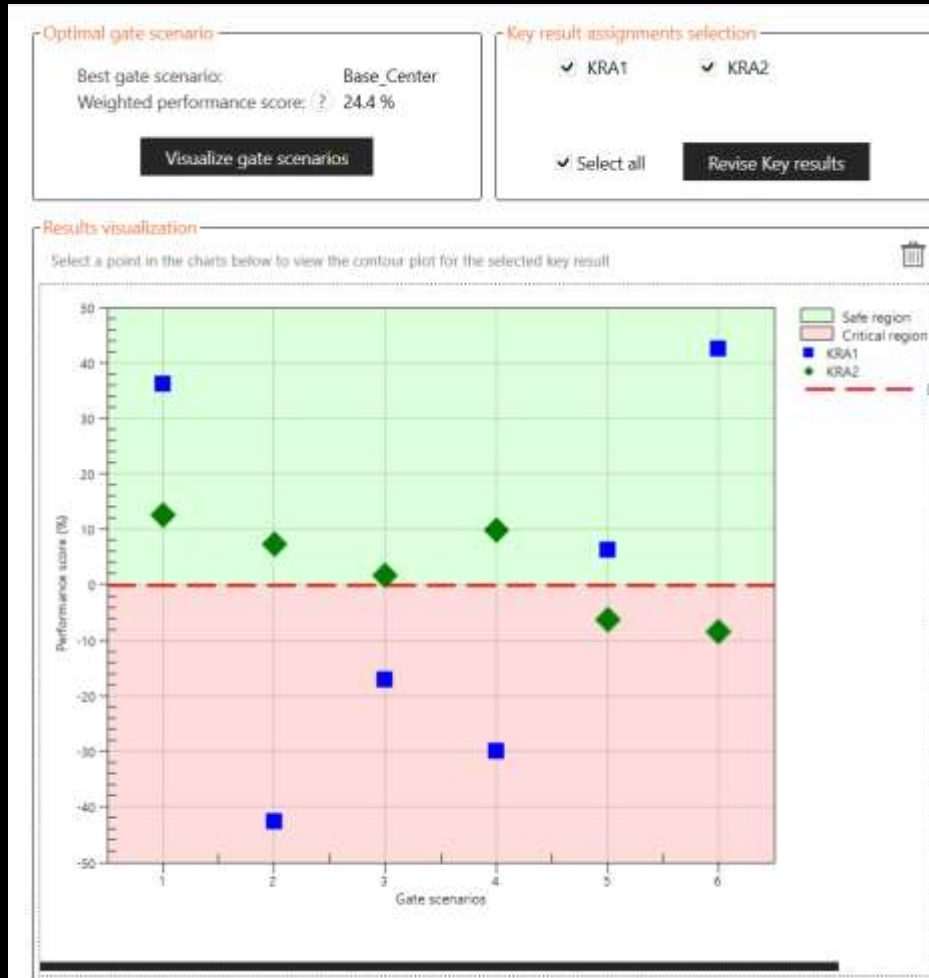 Optimal gate scenario
Best gate scenario: Base_Center
Weighted performance score: ? 24.4 %
Visualize gate scenarios
Key result assignments selection
KRA1 KRA2
Select all Revise Key results
Results visualization
Select a point in the charts below to view the contour plot for the selected key result
50
40
30
20
10
0
-10
-20
-30
-40
-50
Performance score (%)
1 2 3 4 5 6
Gate scenarios
Safe region
Critical region
KRA1
KRA2